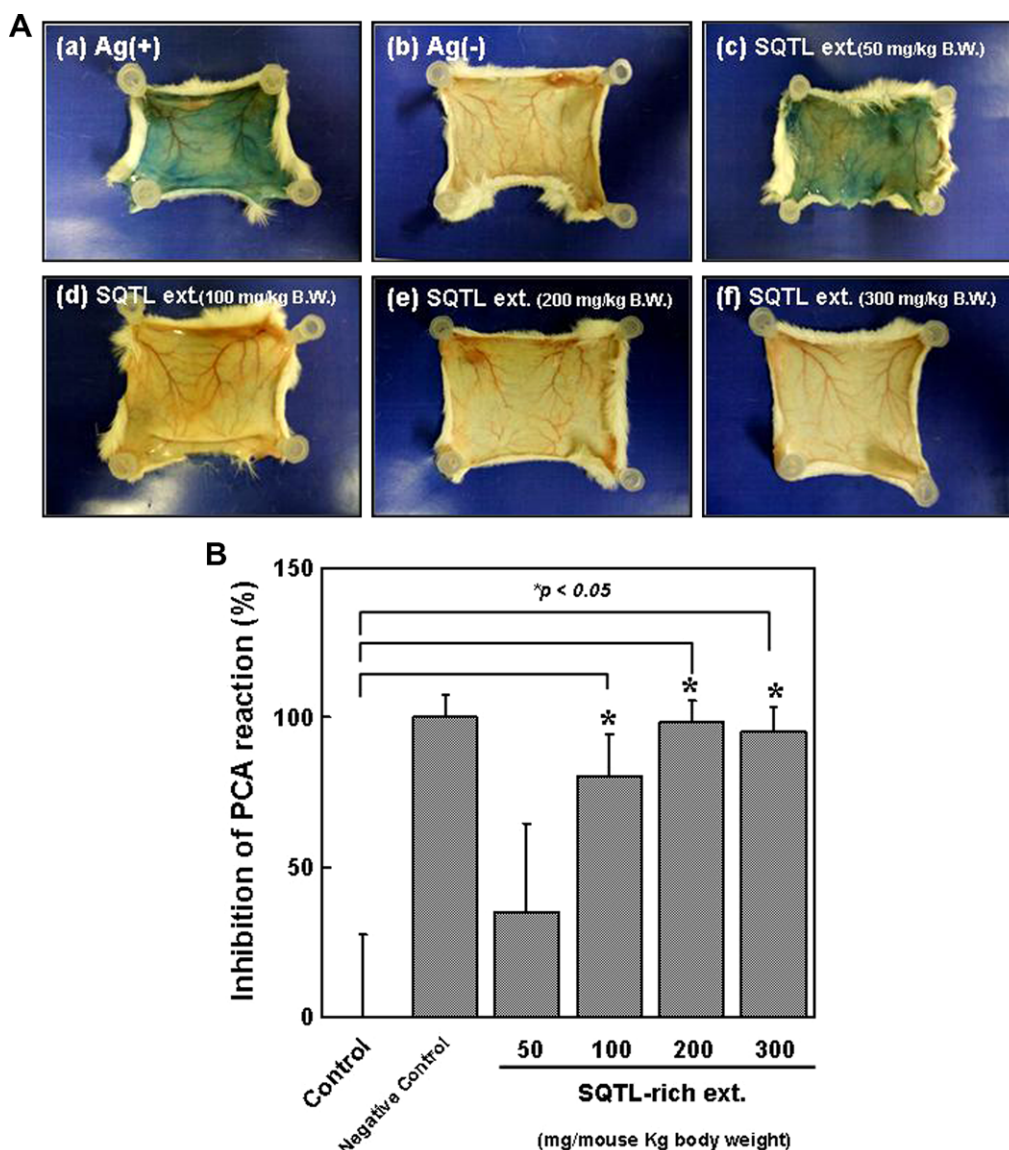 A
(a) Ag(+)
(b) Ag(-)
(c) SQTL ext.(50 mg/kg B.W.)
(d) SQTL ext.(100 mg/kg B.W.)
(e) SQTL ext. (200 mg/kg B.W.)
(f) SQTL ext. (300 mg/kg B.W.)
B
Inhibition of PCA reaction (%)
150
100
50
0
*p < 0.05
*
*
*
Control
Negative Control
50 100 200 300
SQTL-rich ext.
(mg/mouse Kg body weight)